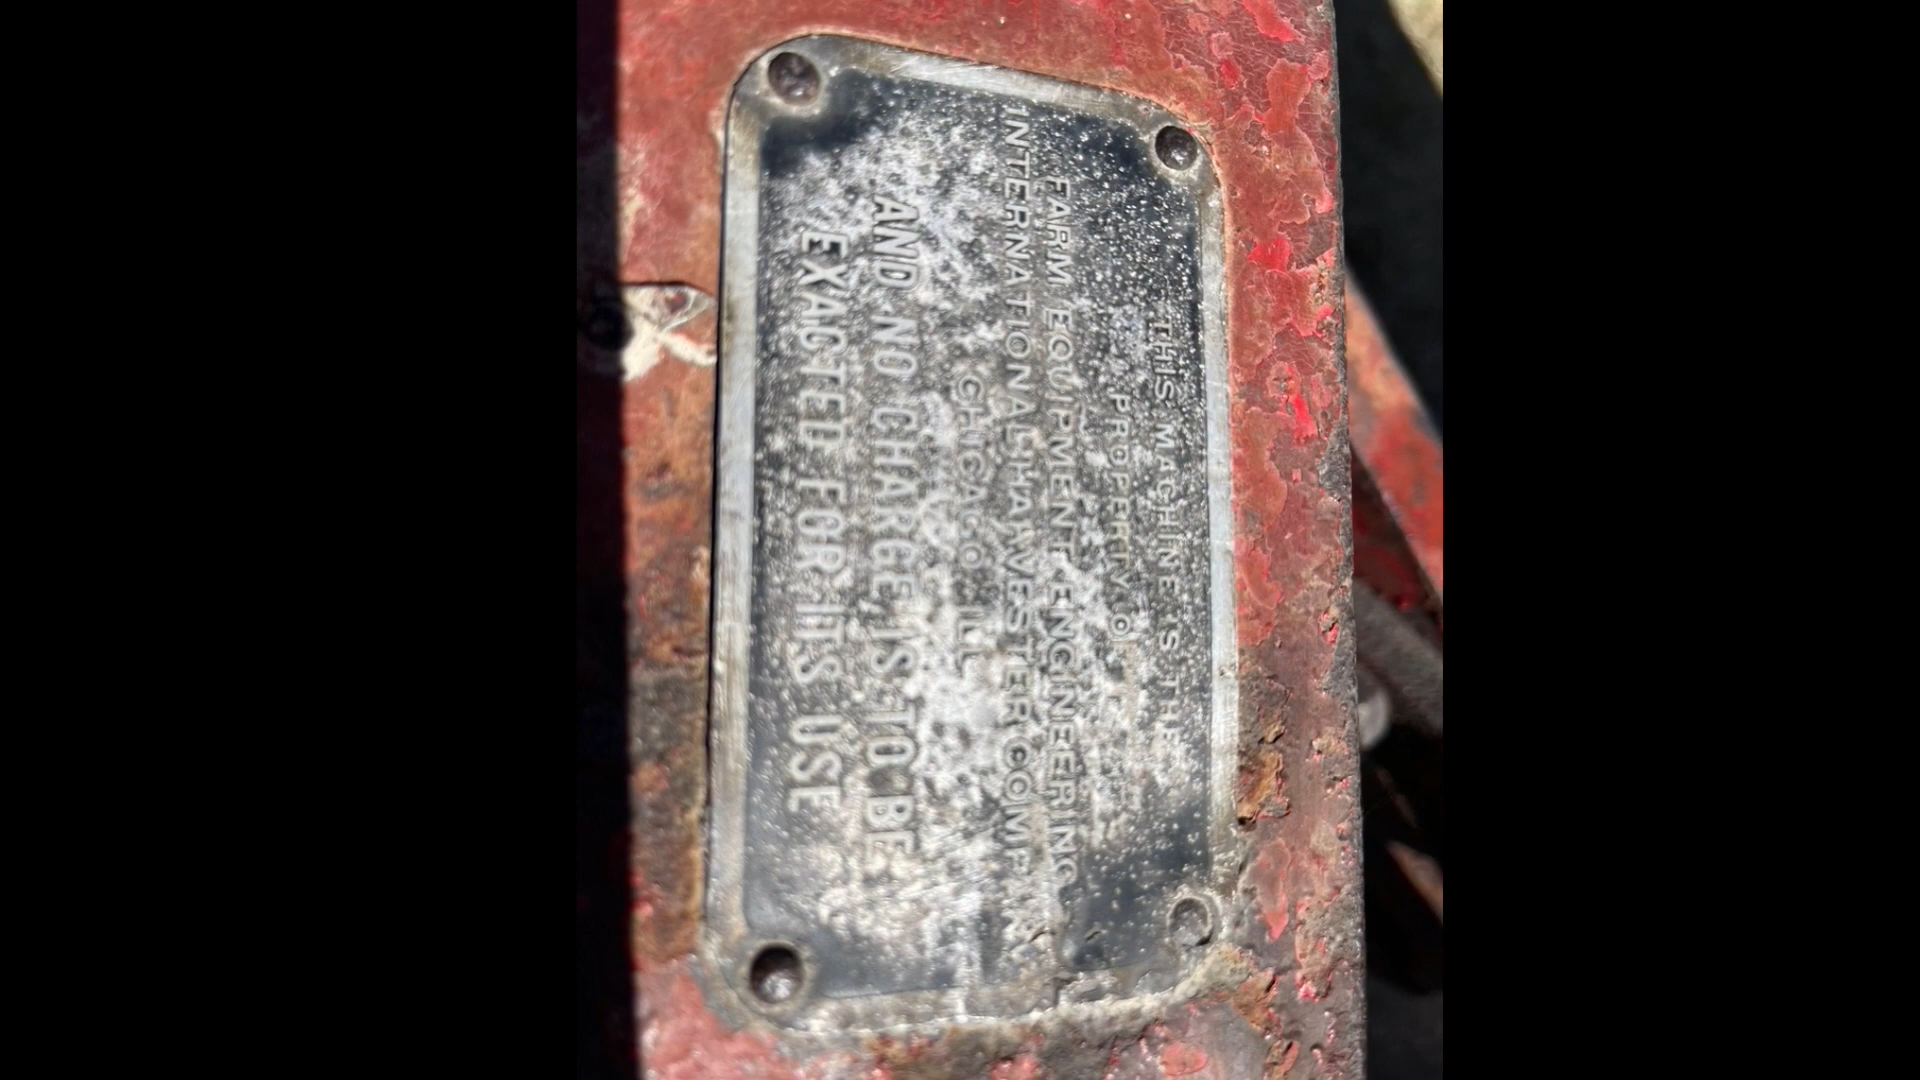 THIS MACHINE IS THE
PROPERTY OF
FARM EQUIPMENT ENGINEERING
INTERNATIONAL HARVESTER COMPANY
CHICAGO ILL
AND NO CHARGE IS TO BE
EXACTED FOR ITS USE